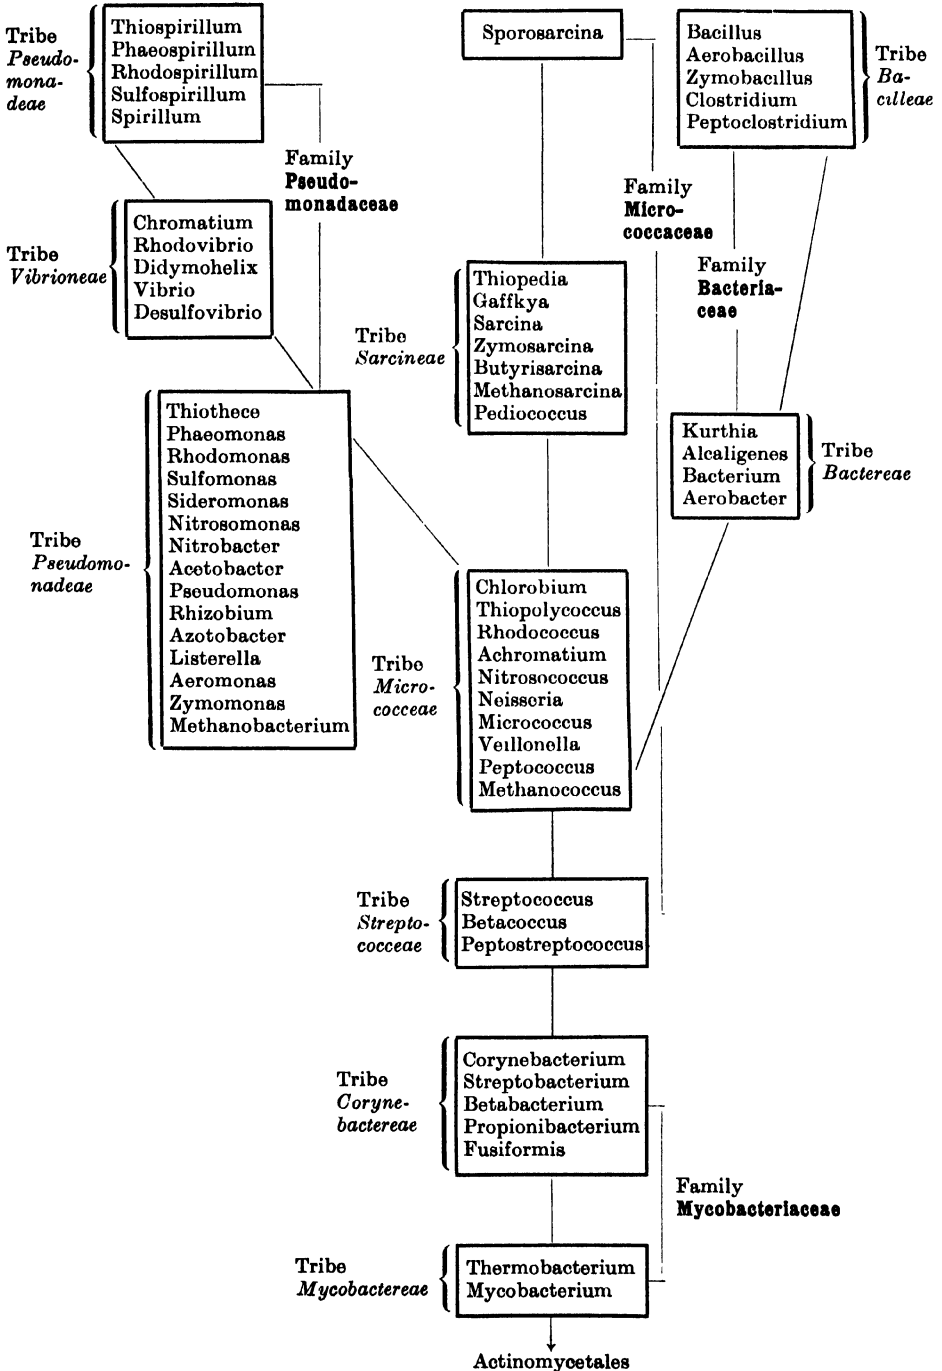 Tribe
Pseudo-
mona-
deae
Thiospirillum
Phaeospirillum
Rhodospirillum
Sulfospirillum
Spirillum
Sporosarcina
Bacillus
Aerobacillus
Zymobacillus
Clostridium
Peptoclostridium
Tribe
Ba-
cilleae
Family
Pseudo-
monadaceae
Family
Micro-
coccaceae
Family
Bacteria-
ceae
Tribe
Vibrioneae
Chromatium
Rhodovibrio
Didymohelix
Vibrio
Desulfovibrio
Tribe
Sarcineae
Thiopedia
Gaffkya
Sarcina
Zymosarcina
Butyrisarcina
Methanosarcina
Pediococcus
Kurthia
Alcaligenes
Bacterium
Aerobacter
Tribe
Bactereae
Tribe
Pseudomo-
nadeae
Thiothece
Phaeomonas
Rhodomonas
Sulfomonas
Sideromonas
Nitrosomonas
Nitrobacter
Acetobacter
Pseudomonas
Rhizobium
Azotobacter
Listerella
Aeromonas
Zymomonas
Methanobacterium
Tribe
Micro-
cocceae
Chlorobium
Thiopolycoccus
Rhodococcus
Achromatium
Nitrosococcus
Neisseria
Micrococcus
Veillonella
Peptococcus
Methanococcus
Tribe
Strepto-
cocceae
Streptococcus
Betacoccus
Peptostreptococcus
Tribe
Coryne-
bactereae
Corynebacterium
Streptobacterium
Betabacterium
Propionibacterium
Fusiformis
Family
Mycobacteriaceae
Tribe
Mycobactereae
Thermobacterium
Mycobacterium
Actinomycetales